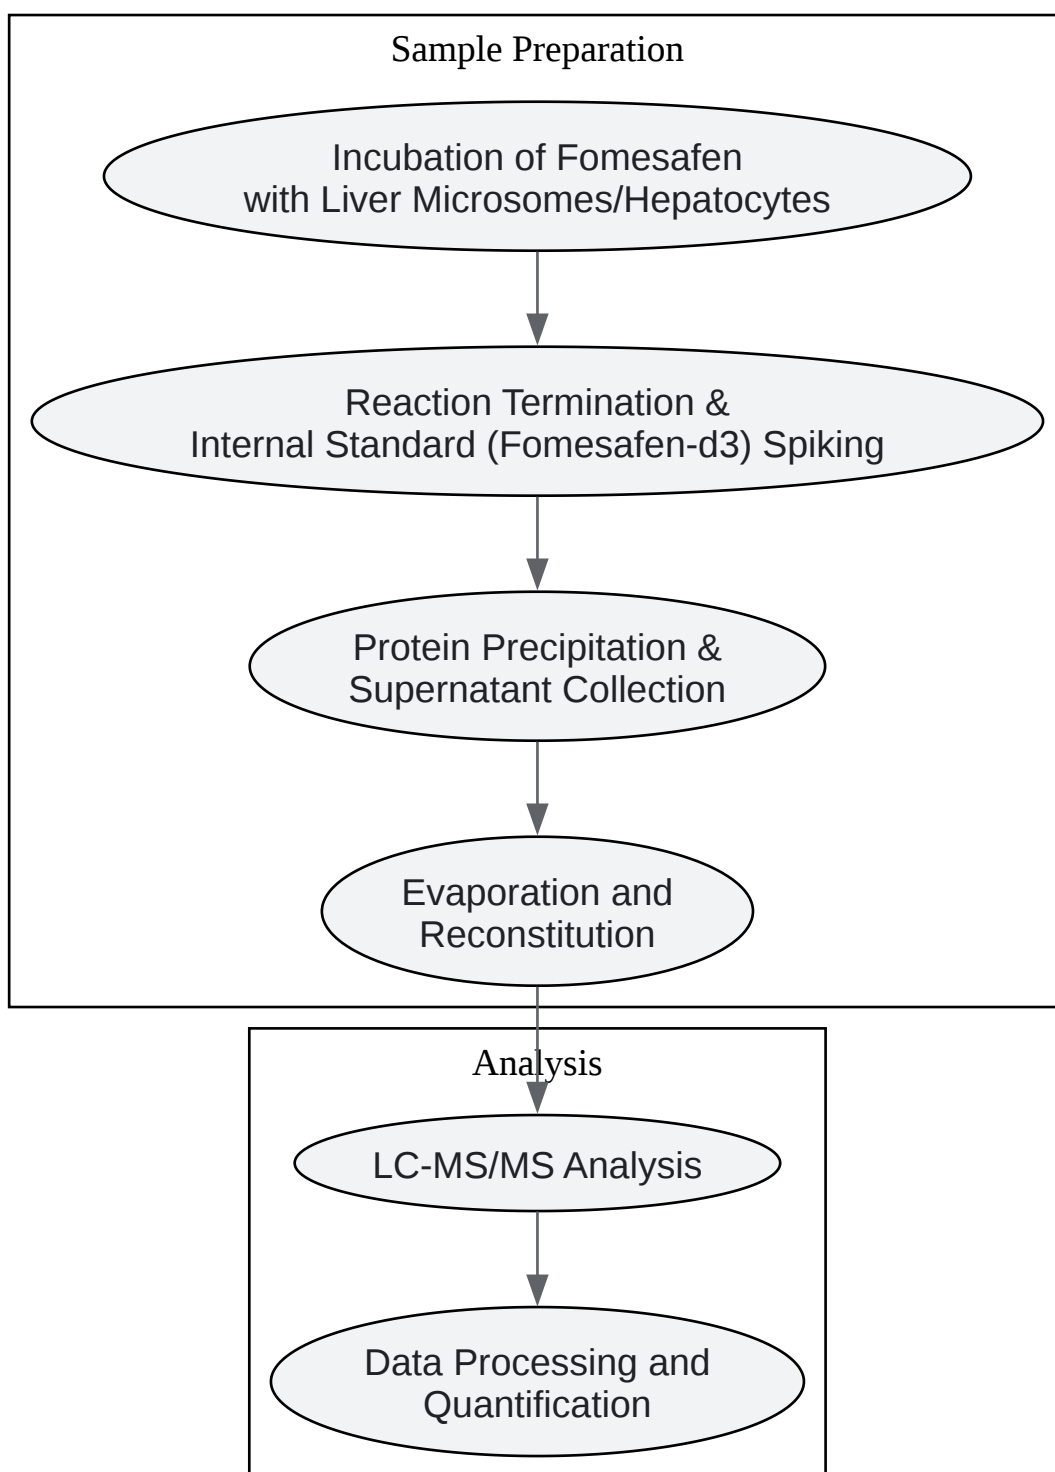 Sample Preparation
Incubation of Fomesafen
with Liver Microsomes/Hepatocytes
Reaction Termination &
Internal Standard (Fomesafen-d3) Spiking
Protein Precipitation &
Supernatant Collection
Evaporation and
Reconstitution
Analysis
LC-MS/MS Analysis
Data Processing and
Quantification